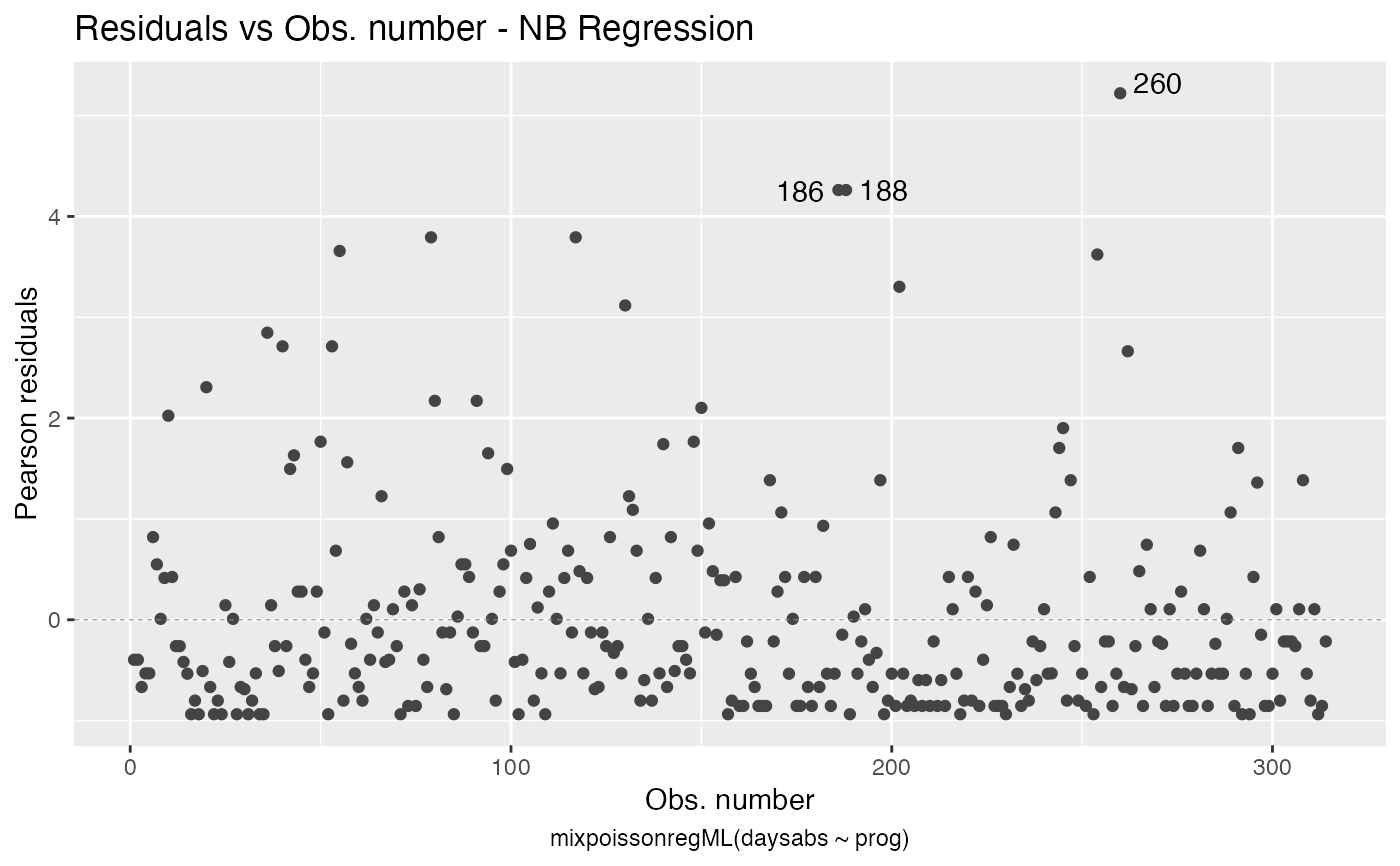 Residuals vs Obs. number - NB Regression
260
186
188
4
2
0
Pearson residuals
0
100
200
300
Obs. number
mixpoissonregML(daysabs ~ prog)